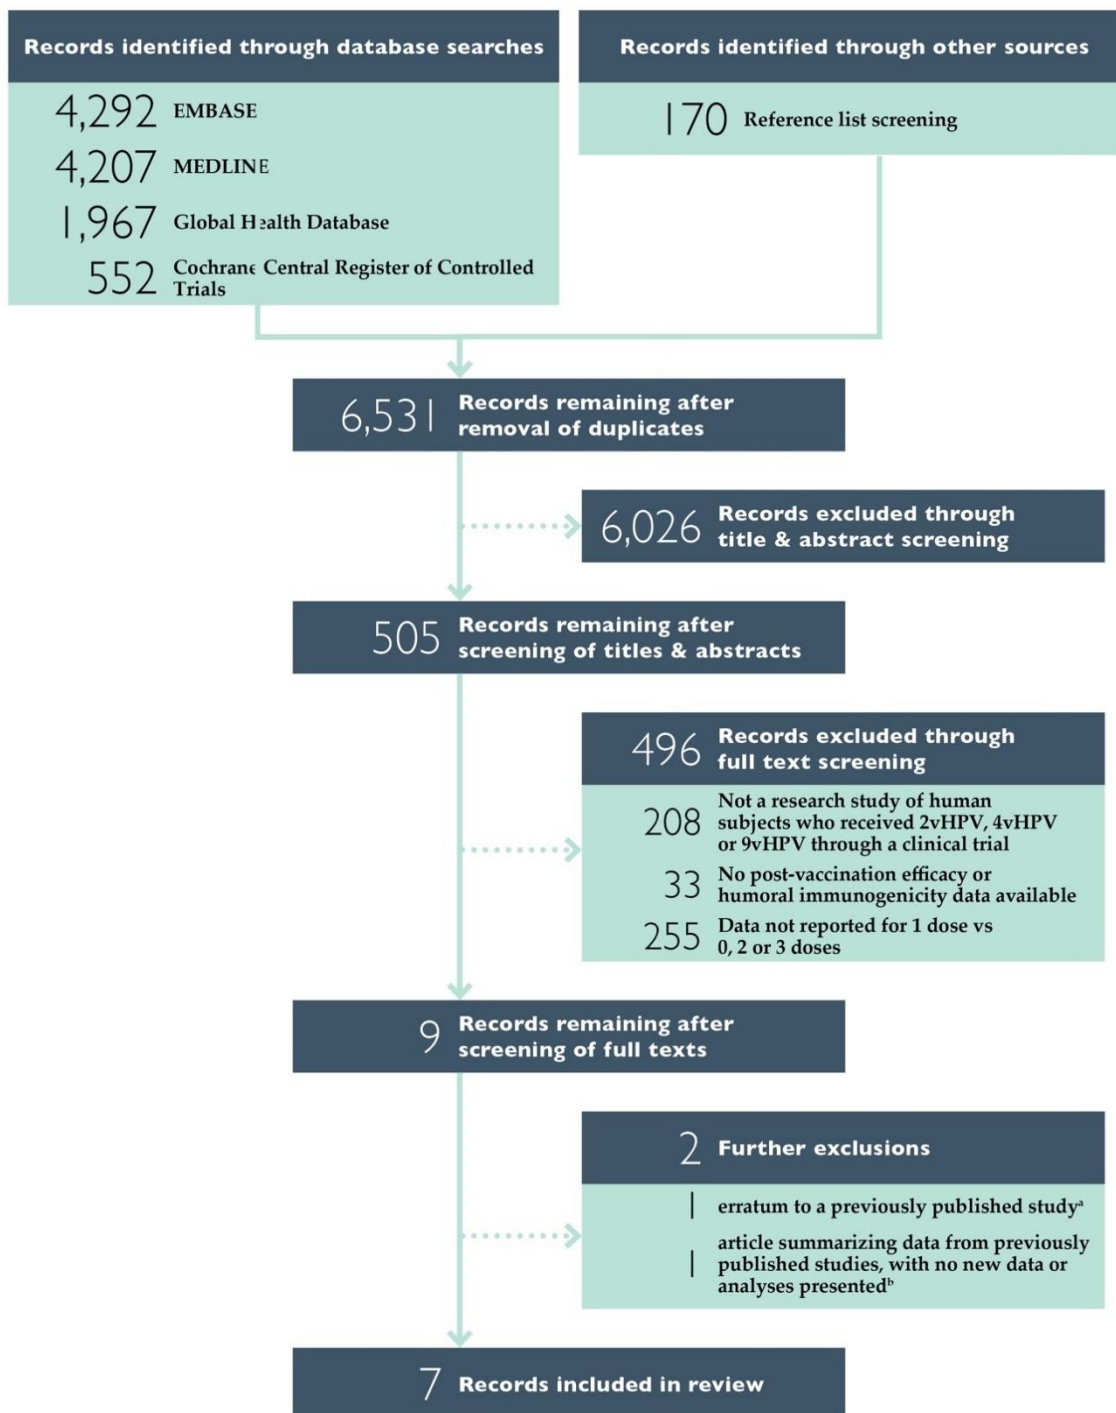 Records identified through database searches
4,292 EMBASE
4,207 MEDLINE
1,967 Global Health Database
552 Cochrane Central Register of Controlled
Trials
Records identified through other sources
170 Reference list screening
6,531 Records remaining after
removal of duplicates
6,026 Records excluded through
title & abstract screening
505 Records remaining after
screening of titles & abstracts
496 Records excluded through
full text screening
208 Not a research study of human
subjects who received 2vHPV, 4vHPV
or 9vHPV through a clinical trial
33 No post-vaccination efficacy or
humoral immunogenicity data available
255 Data not reported for 1 dose vs
0, 2 or 3 doses
9 Records remaining after
screening of full texts
2 Further exclusions
1 erratum to a previously published studyᵃ
1 article summarizing data from previously
published studies, with no new data or
analyses presentedᵇ
7 Records included in review